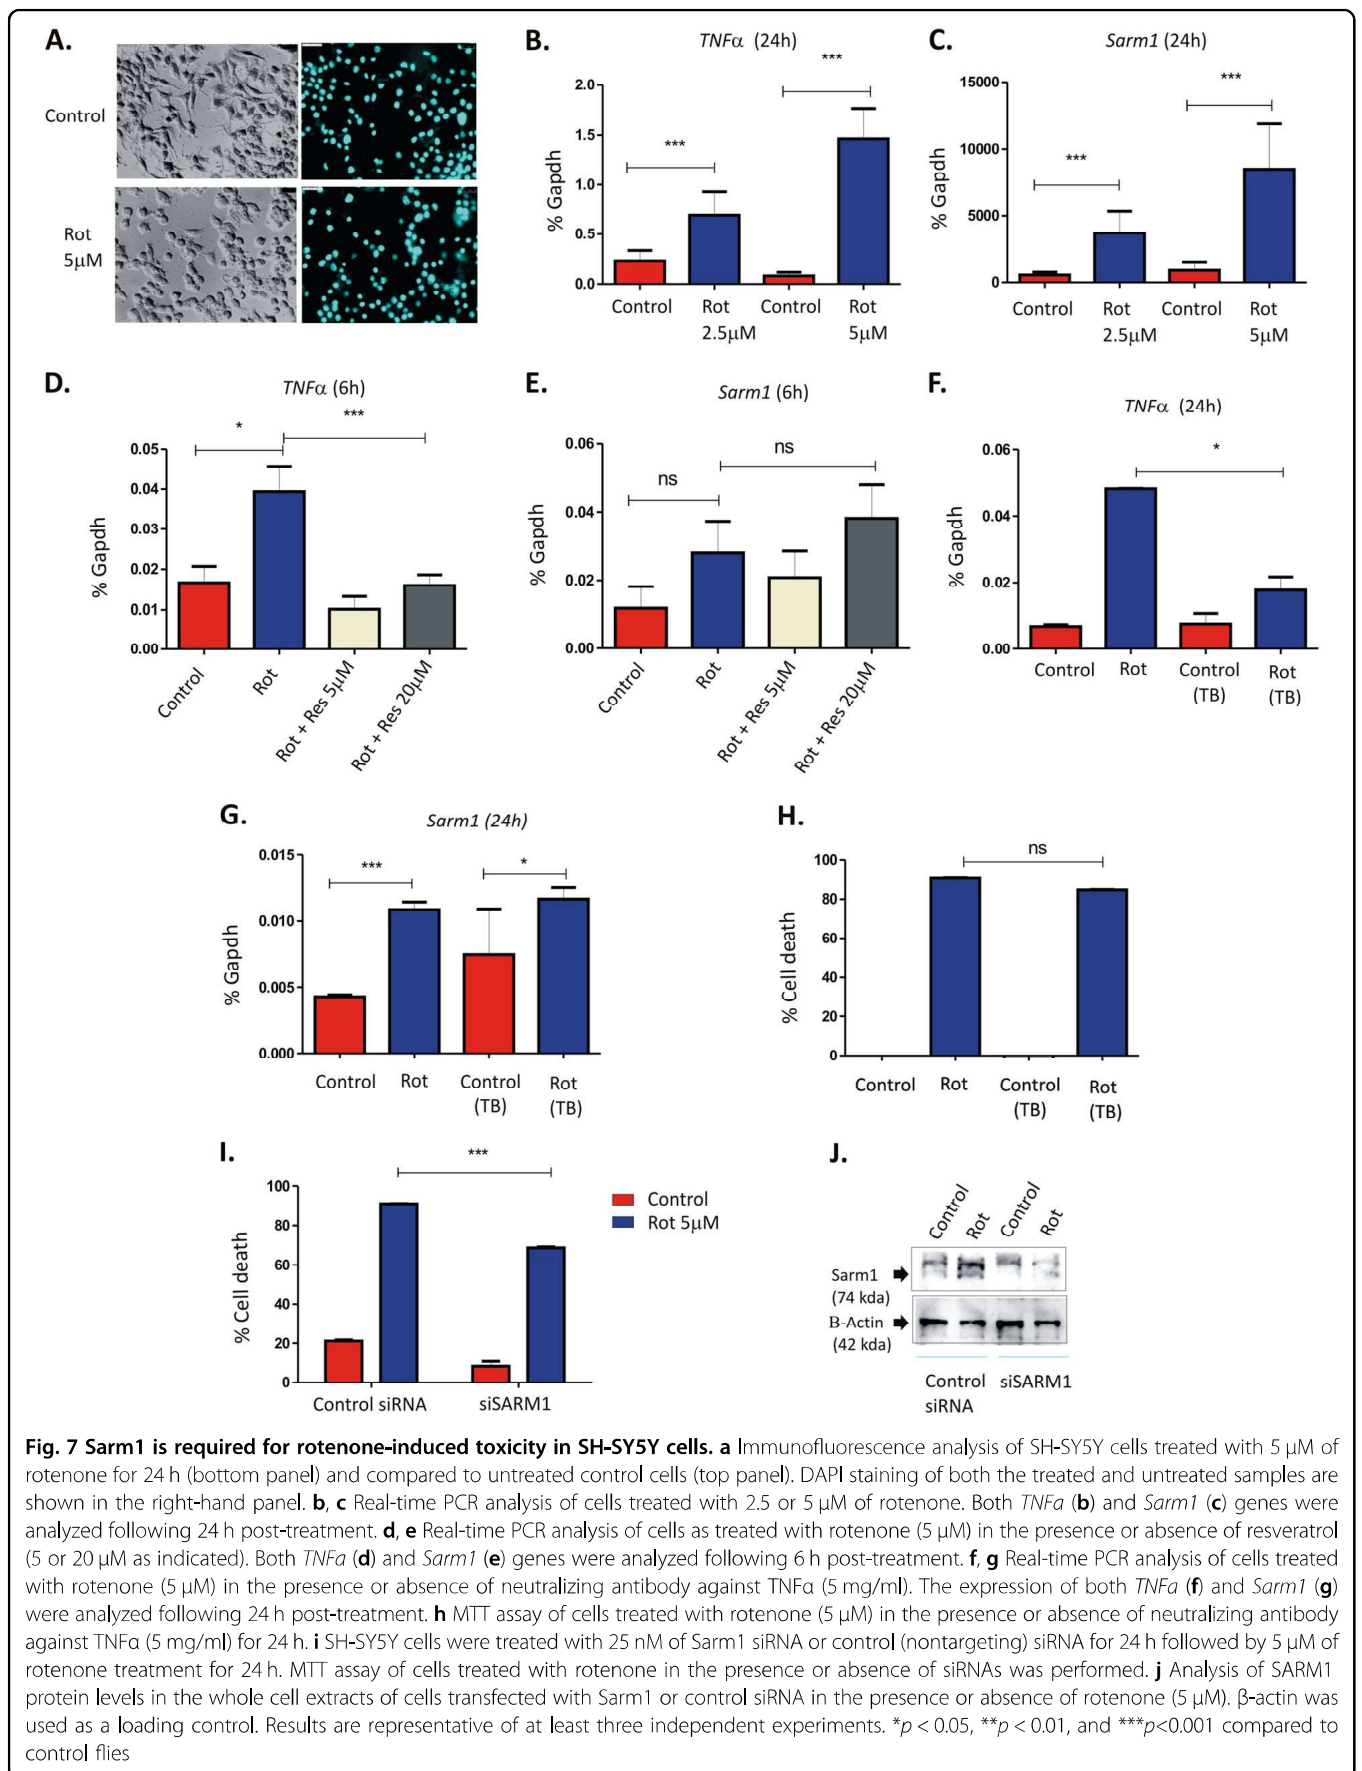 A.
Control
Rot
5µM
B.
TNFα (24h)
***
***
% Gapdh
2.0
1.5
1.0
0.5
0.0
Control
Rot
2.5µM
Control
Rot
5µM
C.
Sarm1 (24h)
***
***
% Gapdh
15000
10000
5000
0
Control
Rot
2.5µM
Control
Rot
5µM
D.
TNFα (6h)
*
***
% Gapdh
0.05
0.04
0.03
0.02
0.01
0.00
Control
Rot
Rot + Res 5µM
Rot + Res 20µM
E.
Sarm1 (6h)
ns
ns
% Gapdh
0.06
0.04
0.02
0.00
Control
Rot
Rot + Res 5µM
Rot + Res 20µM
F.
TNFα (24h)
*
% Gapdh
0.06
0.04
0.02
0.00
Control
Rot
Control
(TB)
Rot
(TB)
G.
Sarm1 (24h)
***
*
% Gapdh
0.015
0.010
0.005
0.000
Control
Rot
Control
(TB)
Rot
(TB)
H.
ns
% Cell death
100
80
60
40
20
0
Control
Rot
Control
(TB)
Rot
(TB)
I.
***
% Cell death
100
80
60
40
20
0
Control siRNA
siSARM1
Control
Rot 5µM
J.
Control
Rot
Control
Rot
Sarm1
(74 kda)
B-Actin
(42 kda)
Control
siRNA
siSARM1
Fig. 7 Sarm1 is required for rotenone-induced toxicity in SH-SY5Y cells. a Immunofluorescence analysis of SH-SY5Y cells treated with 5 µM of
rotenone for 24 h (bottom panel) and compared to untreated control cells (top panel). DAPI staining of both the treated and untreated samples are
shown in the right-hand panel. b, c Real-time PCR analysis of cells treated with 2.5 or 5 µM of rotenone. Both TNFa (b) and Sarm1 (c) genes were
analyzed following 24 h post-treatment. d, e Real-time PCR analysis of cells as treated with rotenone (5 µM) in the presence or absence of resveratrol
(5 or 20 µM as indicated). Both TNFa (d) and Sarm1 (e) genes were analyzed following 6 h post-treatment. f, g Real-time PCR analysis of cells treated
with rotenone (5 µM) in the presence or absence of neutralizing antibody against TNFα (5 mg/ml). The expression of both TNFa (f) and Sarm1 (g)
were analyzed following 24 h post-treatment. h MTT assay of cells treated with rotenone (5 µM) in the presence or absence of neutralizing antibody
against TNFα (5 mg/ml) for 24 h. i SH-SY5Y cells were treated with 25 nM of Sarm1 siRNA or control (nontargeting) siRNA for 24 h followed by 5 µM of
rotenone treatment for 24 h. MTT assay of cells treated with rotenone in the presence or absence of siRNAs was performed. j Analysis of SARM1
protein levels in the whole cell extracts of cells transfected with Sarm1 or control siRNA in the presence or absence of rotenone (5 µM). β-actin was
used as a loading control. Results are representative of at least three independent experiments. *p < 0.05, **p < 0.01, and ***p<0.001 compared to
control flies